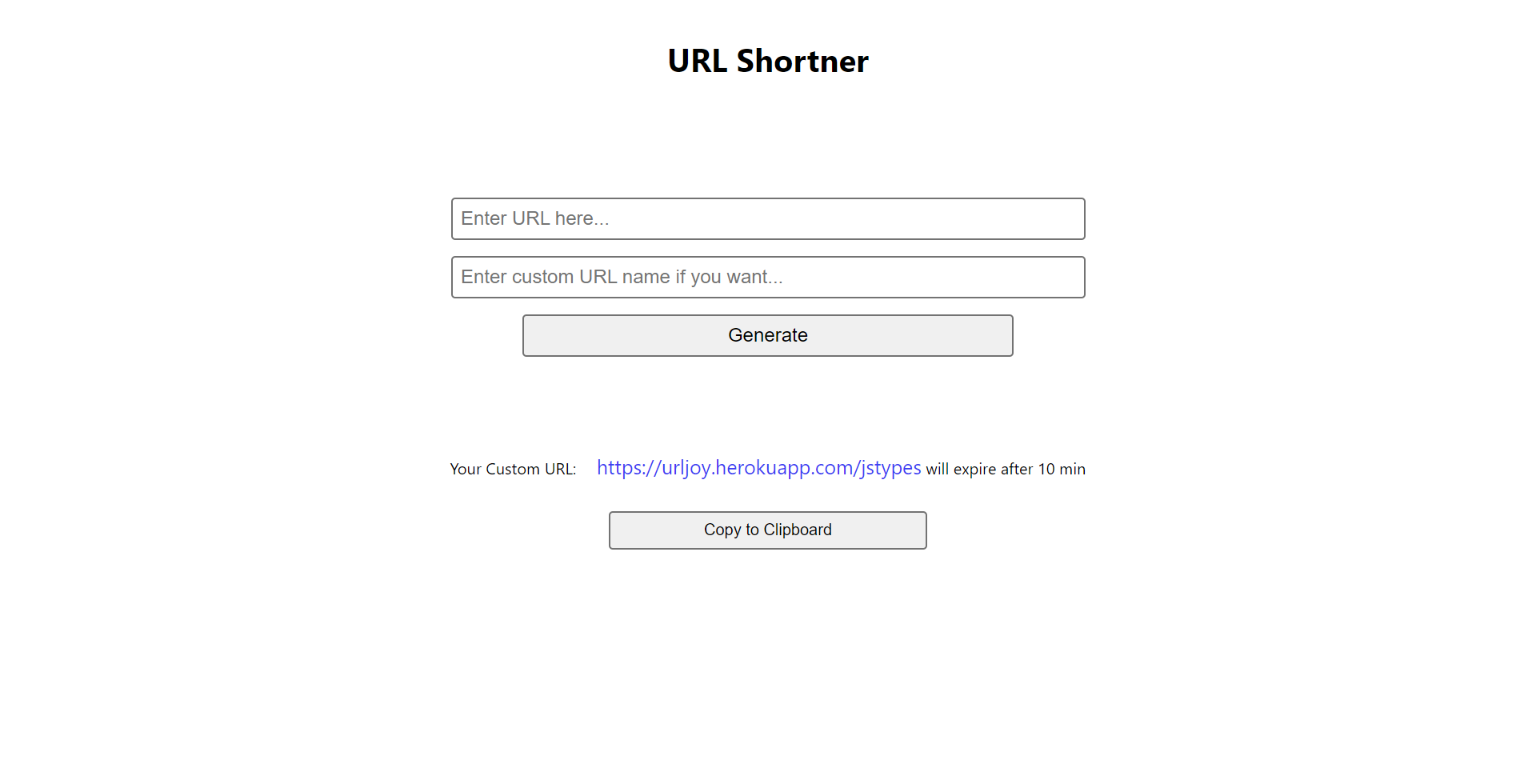 URL Shortner
Enter URL here...
Enter custom URL name if you want...
Generate
Your Custom URL: https://urljoy.herokuapp.com/jstypes will expire after 10 min
Copy to Clipboard